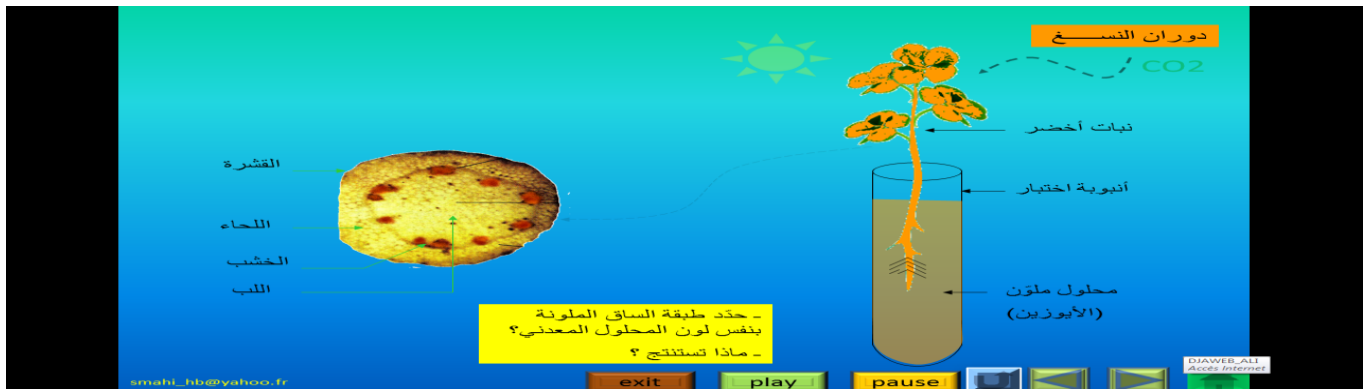 دوران النســـــغ
CO2
نبات أخضر
أنبوبة اختبار
محلول ملوّن
(الأيوزين)
القشرة
اللحاء
الخشب
اللب
ـ حدّد طبقة الساق الملونة
بنفس لون المحلول المعدني؟
ـ ماذا تستنتج ؟
smahi_hb@yahoo.fr
exit
play
pause
DJAWEB_ALI
Accès Internet